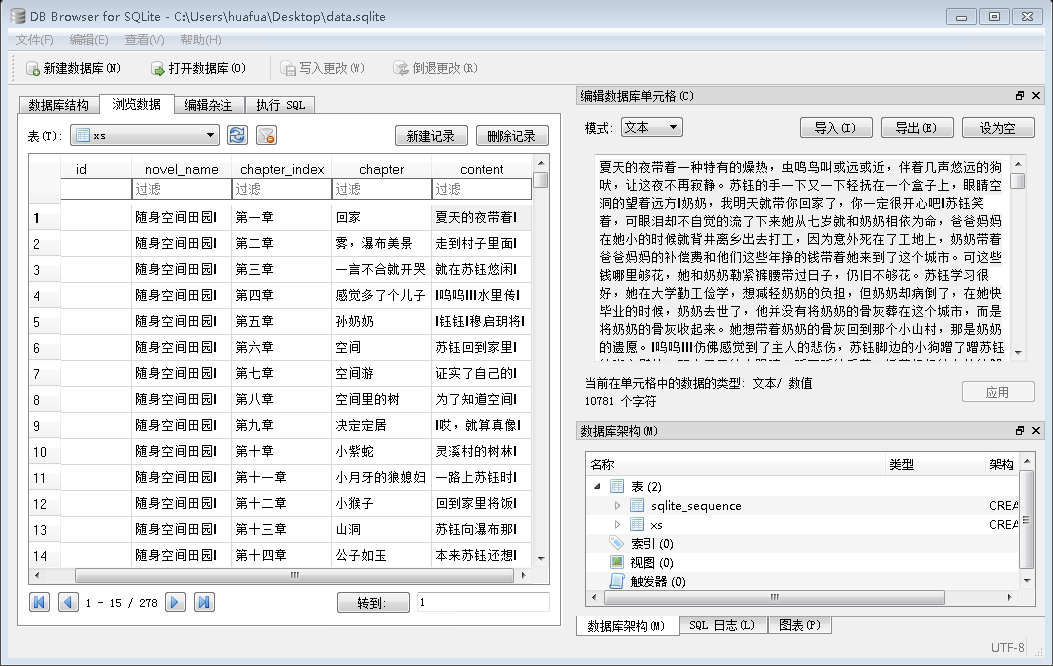 DB Browser for SQLite - C:\Users\huafua\Desktop\data.sqlite
文件(F) 编辑(E) 查看(V) 帮助(H)
新建数据库(N) 打开数据库(O) 写入更改(W) 倒退更改(R)
数据库结构 浏览数据 编辑杂注 执行 SQL
表(T): xs 新建记录 删除记录
id novel_name chapter_index chapter content
过滤 过滤 过滤 过滤
1 随身空间田园 第一章 回家 夏天的夜带着
2 随身空间田园 第二章 雾，瀑布美景 走到村子里面
3 随身空间田园 第三章 一言不合就开哭 就在苏钰悠闲
4 随身空间田园 第四章 感觉多了个儿子 呜呜 水里传
5 随身空间田园 第五章 孙奶奶 钰钰 穆启玥将
6 随身空间田园 第六章 空间 苏钰回到家里
7 随身空间田园 第七章 空间游 证实了自己的
8 随身空间田园 第八章 空间里的树 为了知道空间
9 随身空间田园 第九章 决定定居 哎，就算真像
10 随身空间田园 第十章 小紫蛇 灵溪村的树林
11 随身空间田园 第十一章 小月牙的狼媳妇 一路上苏钰时
12 随身空间田园 第十二章 小猴子 回到家里将饭
13 随身空间田园 第十三章 山洞 苏钰向瀑布那
14 随身空间田园 第十四章 公子如玉 本来苏钰还想
1 - 15 / 278 转到: 1
编辑数据库单元格(C)
模式: 文本 导入(I) 导出(E) 设为空
夏天的夜带着一种特有的燥热，虫鸣鸟叫或远或近，伴着几声悠远的狗
吠，让这夜不再寂静。苏钰的手一下又一下轻抚在一个盒子上，眼睛空
洞的望着远方 奶奶，我明天就带你回家了，你一定很开心吧 苏钰笑
着，可眼泪却不自觉的流了下来她从七岁就和奶奶相依为命，爸爸妈妈
在她小的时候就背井离乡出去打工，因为意外死在了工地上，奶奶带着
爸爸妈妈的补偿费和他们这些年挣的钱带着她来到了这个城市。可这些
钱哪里够花，她和奶奶勒紧裤腰带过日子，仍旧不够花。苏钰学习很
好，她在大学勤工俭学，想减轻奶奶的负担，但奶奶却病倒了，在她快
毕业的时候，奶奶去世了，他并没有将奶奶的骨灰葬在这个城市，而是
将奶奶的骨灰收起来。她想带着奶奶的骨灰回到那个小山村，那是奶奶
的遗愿。 呜呜 仿佛感觉到了主人的悲伤，苏钰脚边的小狗蹭了蹭苏钰
当前在单元格中的数据的类型: 文本/ 数值
10781 个字符
应用
数据库架构(M)
名称 类型 架构
表 (2)
sqlite_sequence CREA
xs CREA
索引 (0)
视图 (0)
触发器 (0)
数据库架构(M) SQL 日志(L) 图表(P)
UTF-8